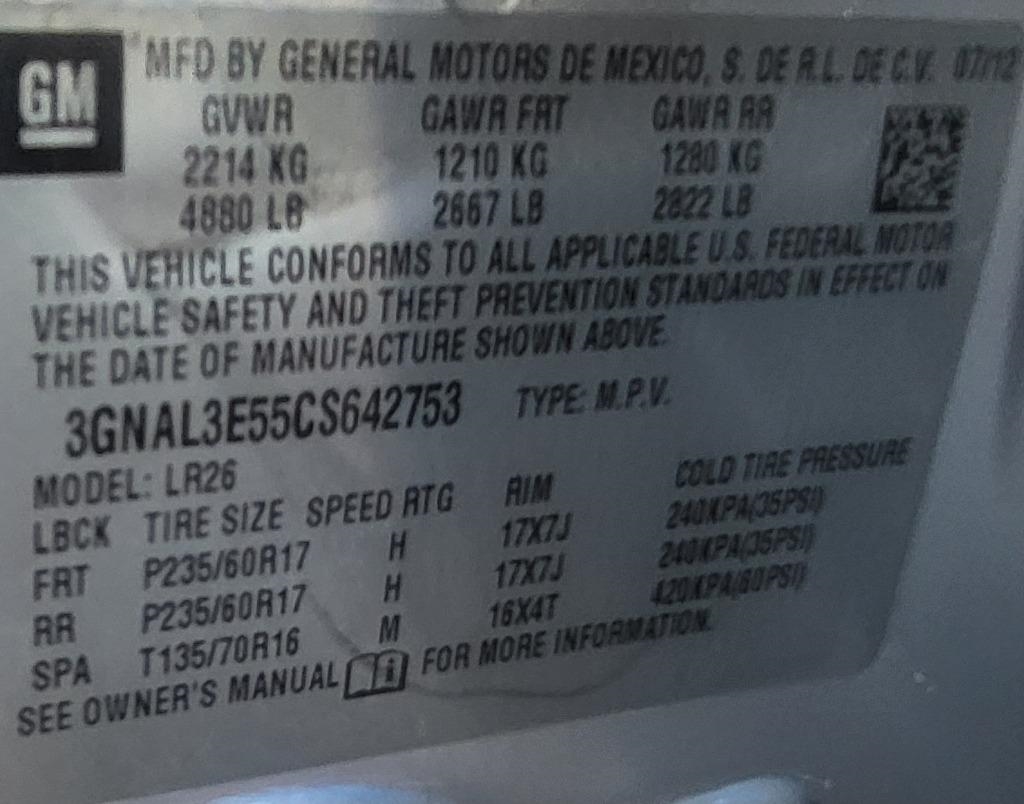 GM
MFD BY GENERAL MOTORS DE MEXICO, S. DE R.L. DE C.V. 07/12
GVWR GAWR FRT GAWR RR
2214 KG 1210 KG 1280 KG
4880 LB 2667 LB 2822 LB
THIS VEHICLE CONFORMS TO ALL APPLICABLE U.S. FEDERAL MOTOR
VEHICLE SAFETY AND THEFT PREVENTION STANDARDS IN EFFECT ON
THE DATE OF MANUFACTURE SHOWN ABOVE.
3GNAL3E55CS642753 TYPE: M.P.V.
MODEL: LR26
LBCK TIRE SIZE SPEED RTG RIM COLD TIRE PRESSURE
FRT P235/60R17 H 17X7J 240KPA(35PSI)
RR P235/60R17 H 17X7J 240KPA(35PSI)
SPA T135/70R16 M 16X4T 420KPA(60PSI)
SEE OWNER'S MANUAL i FOR MORE INFORMATION.